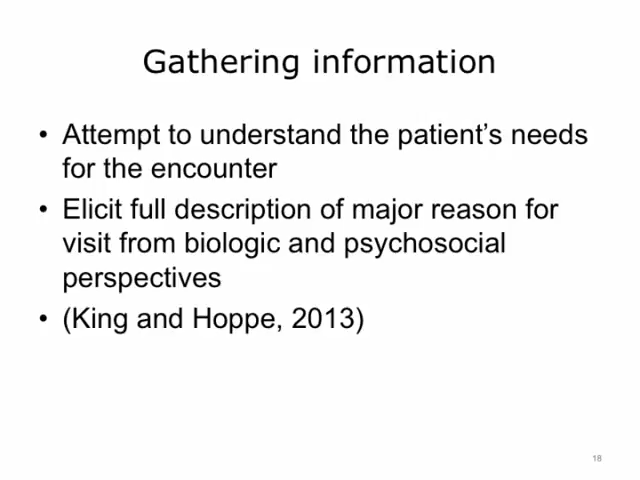 Gathering information
• Attempt to understand the patient’s needs
for the encounter
• Elicit full description of major reason for
visit from biologic and psychosocial
perspectives
• (King and Hoppe, 2013)
18